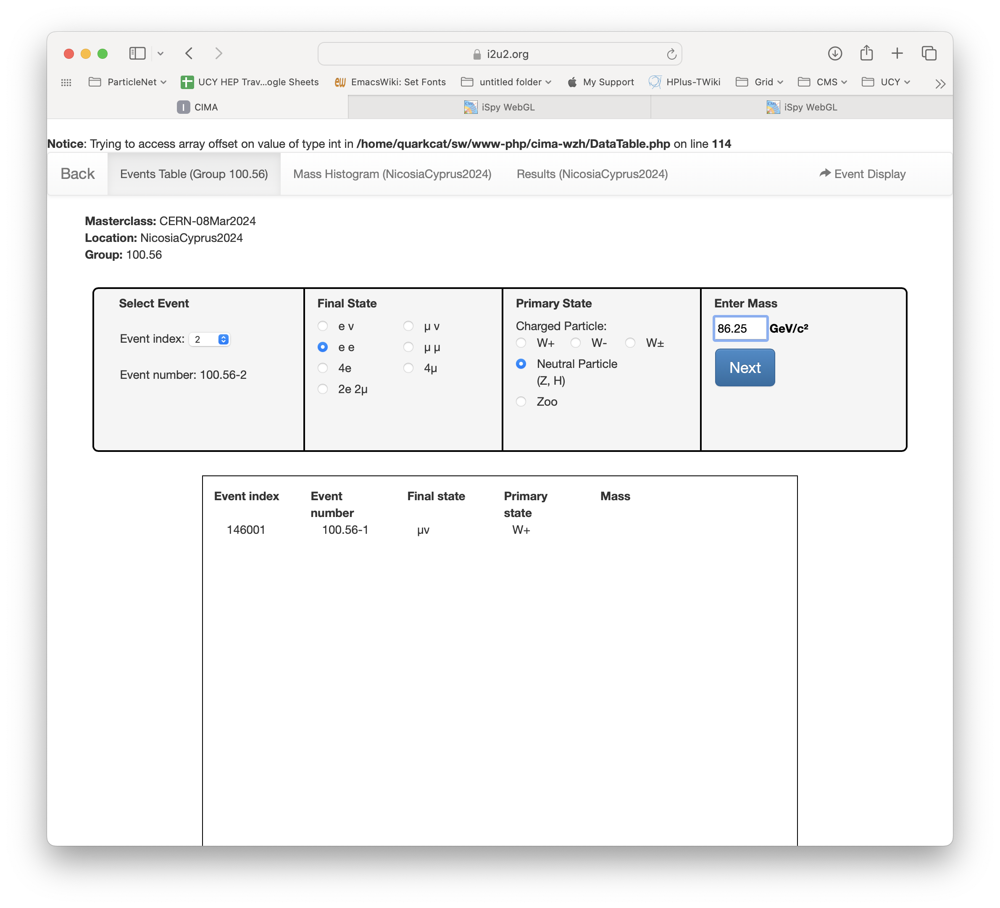 i2u2.org
ParticleNet UCY HEP Trav...ogle Sheets EmacsWiki: Set Fonts untitled folder My Support HPlus-TWiki Grid CMS UCY
I CIMA iSpy WebGL iSpy WebGL
Notice: Trying to access array offset on value of type int in /home/quarkcat/sw/www-php/cima-wzh/DataTable.php on line 114
Back Events Table (Group 100.56) Mass Histogram (NicosiaCyprus2024) Results (NicosiaCyprus2024) Event Display
Masterclass: CERN-08Mar2024
Location: NicosiaCyprus2024
Group: 100.56
Select Event
Event index: 2
Event number: 100.56-2
Final State
e ν μ ν
e e μ μ
4e 4μ
2e 2μ
Primary State
Charged Particle:
W+ W- W±
Neutral Particle
(Z, H)
Zoo
Enter Mass
86.25 GeV/c²
Next
Event index Event Final state Primary Mass
number state
146001 100.56-1 μν W+